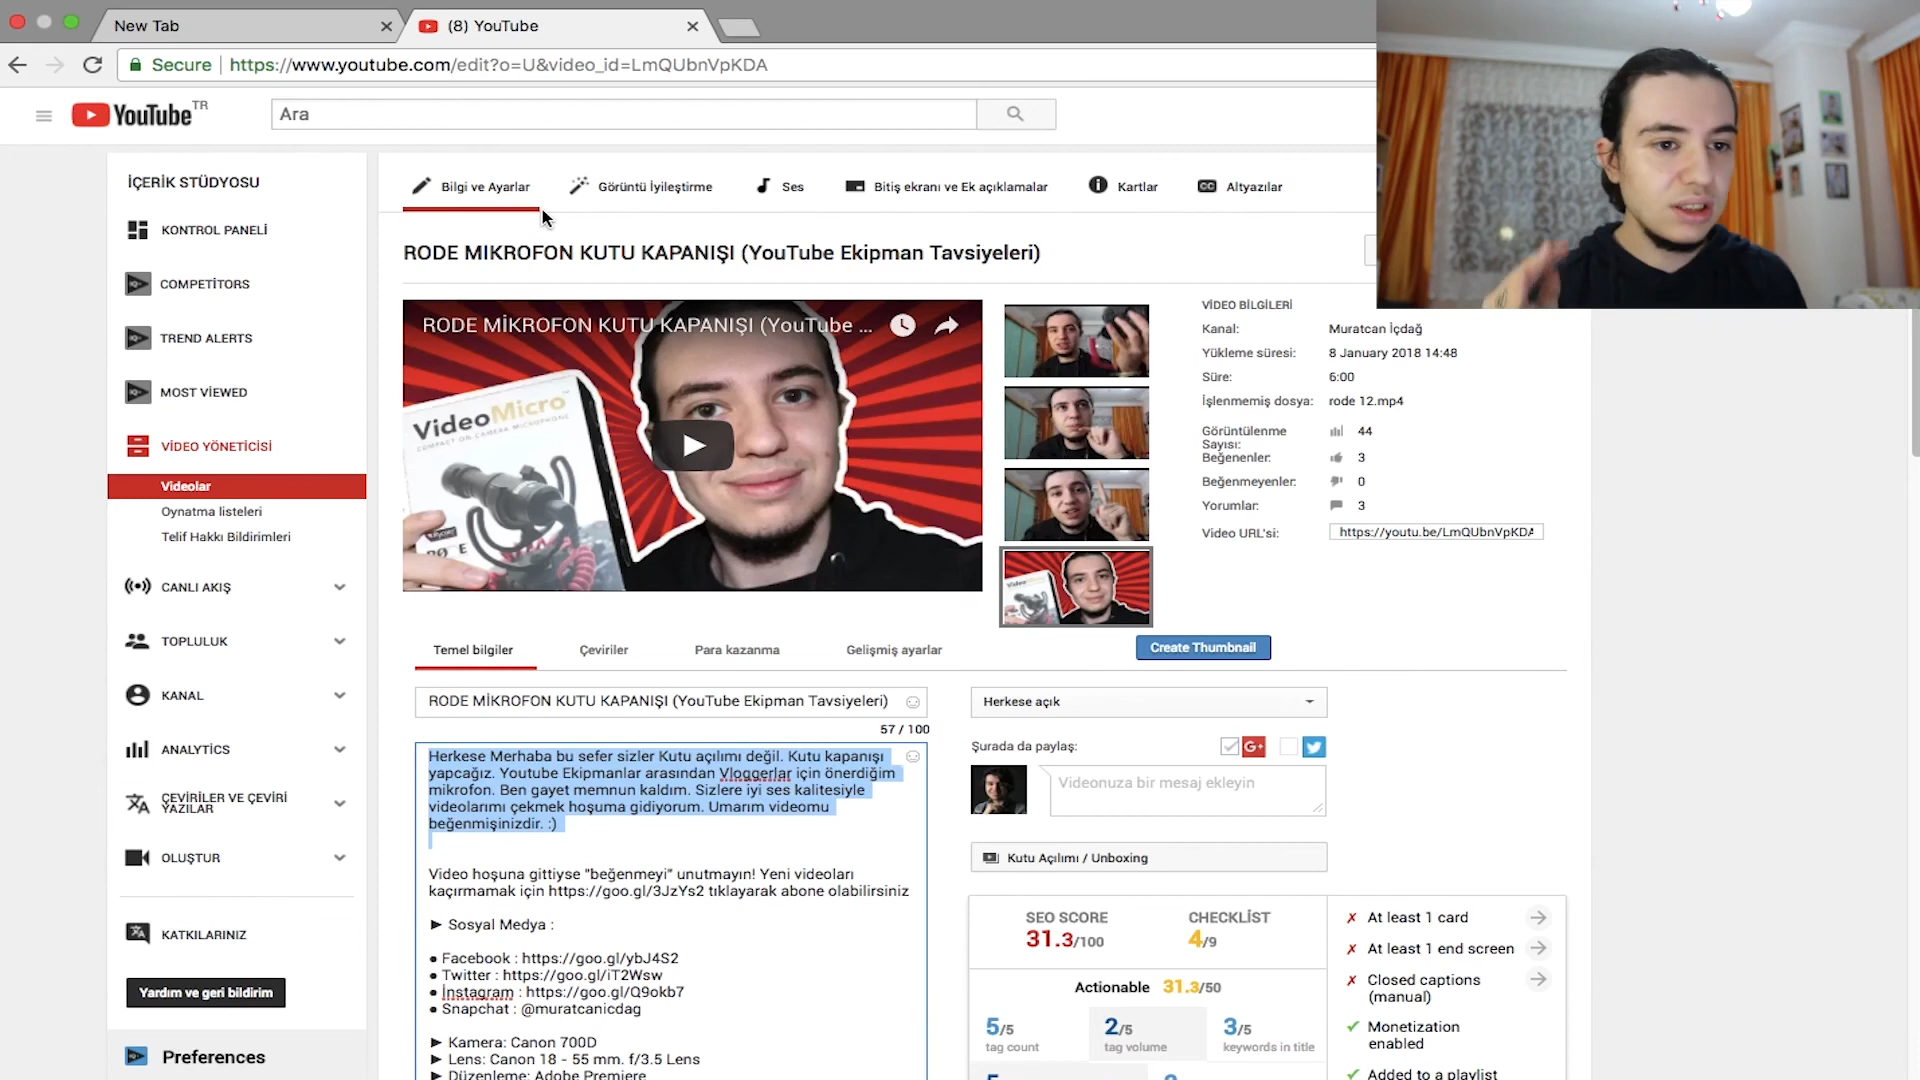 New Tab
(8) YouTube
Secure
https://www.youtube.com/edit?o=U&video_id=LmQUbnVpKDA
YouTube TR
Ara
İÇERİK STÜDYOSU
KONTROL PANELİ
COMPETİTORS
TREND ALERTS
MOST VİEWED
VİDEO YÖNETİCİSİ
Videolar
Oynatma listeleri
Telif Hakkı Bildirimleri
CANLI AKIŞ
TOPLULUK
KANAL
ANALYTİCS
ÇEVİRİLER VE ÇEVİRİ
YAZILAR
OLUŞTUR
KATKILARINIZ
Yardım ve geri bildirim
Preferences
Bilgi ve Ayarlar
Görüntü İyileştirme
Ses
Bitiş ekranı ve Ek açıklamalar
Kartlar
CC Altyazılar
RODE MIKROFON KUTU KAPANIŞI (YouTube Ekipman Tavsiyeleri)
RODE MİKROFON KUTU KAPANIŞI (YouTube ...
VideoMicro
COMPACT ON-CAMERA MICROPHONE
VİDEO BİLGİLERİ
Kanal: Muratcan İçdağ
Yükleme süresi: 8 January 2018 14:48
Süre: 6:00
İşlenmemiş dosya: rode 12.mp4
Görüntülenme
Sayısı: 44
Beğenenler: 3
Beğenmeyenler: 0
Yorumlar: 3
Video URL'si: https://youtu.be/LmQUbnVpKDA
Temel bilgiler
Çeviriler
Para kazanma
Gelişmiş ayarlar
Create Thumbnail
RODE MİKROFON KUTU KAPANIŞI (YouTube Ekipman Tavsiyeleri)
57 / 100
Herkese Merhaba bu sefer sizler Kutu açılımı değil. Kutu kapanışı
yapcağız. Youtube Ekipmanlar arasından Vloggerlar için önerdiğim
mikrofon. Ben gayet memnun kaldım. Sizlere iyi ses kalitesiyle
videolarımı çekmek hoşuma gidiyorum. Umarım videomu
beğenmişinizdir. :)
Video hoşuna gittiyse "beğenmeyi" unutmayın! Yeni videoları
kaçırmamak için https://goo.gl/3JzYs2 tıklayarak abone olabilirsiniz
► Sosyal Medya :
● Facebook : https://goo.gl/ybJ4S2
● Twitter : https://goo.gl/iT2Wsw
● İnstagram : https://goo.gl/Q9okb7
● Snapchat : @muratcanicdag
► Kamera: Canon 700D
► Lens: Canon 18 - 55 mm. f/3.5 Lens
► Düzenleme: Adobe Premiere
Herkese açık
Şurada da paylaş:
G+
Videonuza bir mesaj ekleyin
Kutu Açılımı / Unboxing
SEO SCORE
31.3/100
CHECKLİST
4/9
Actionable 31.3/50
5/5
tag count
2/5
tag volume
3/5
keywords in title
✗ At least 1 card
✗ At least 1 end screen
✗ Closed captions
(manual)
✓ Monetization
enabled
✓ Added to a playlist